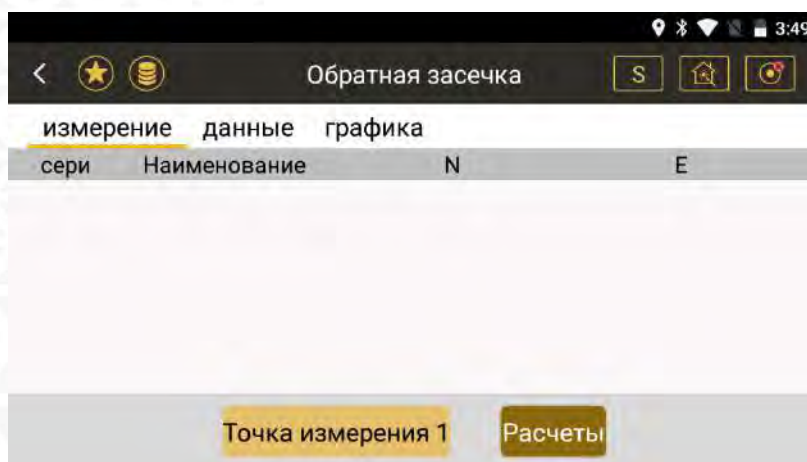 3:49
Обратная засечка S
измерение данные графика
сери Наименование N E
Точка измерения 1 Расчеты